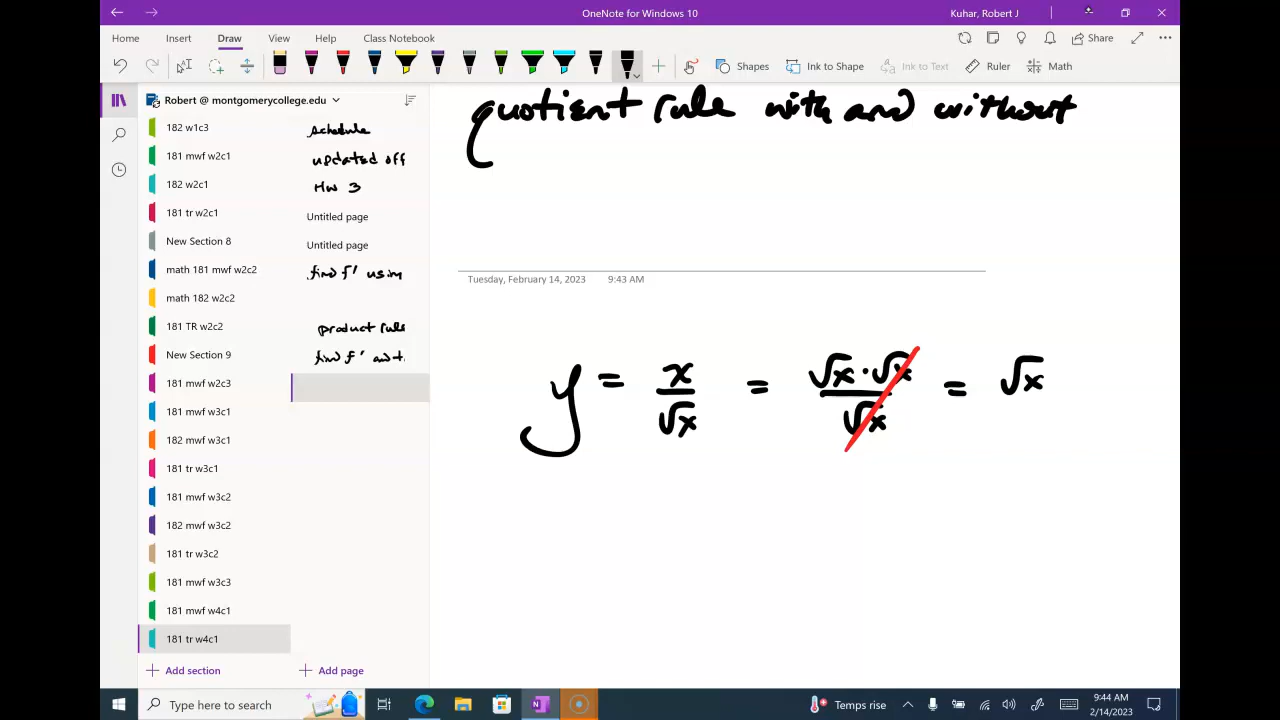 OneNote for Windows 10
Kuhar, Robert J
Home Insert Draw View Help Class Notebook
Share
Shapes Ink to Shape Ink to Text Ruler Math
Robert @ montgomerycollege.edu
182 w1c3
181 mwf w2c1
182 w2c1
181 tr w2c1
New Section 8
math 181 mwf w2c2
math 182 w2c2
181 TR w2c2
New Section 9
181 mwf w2c3
181 mwf w3c1
182 mwf w3c1
181 tr w3c1
181 mwf w3c2
182 mwf w3c2
181 tr w3c2
181 mwf w3c3
181 mwf w4c1
181 tr w4c1
Add section
schedule
updated off
HW 3
Untitled page
Untitled page
find f' using
product rule
find f' and t
Add page
quotient rule with and without
Tuesday, February 14, 2023 9:43 AM
y = x/√x = √x · √x/√x = √x
Type here to search
Temps rise
9:44 AM
2/14/2023